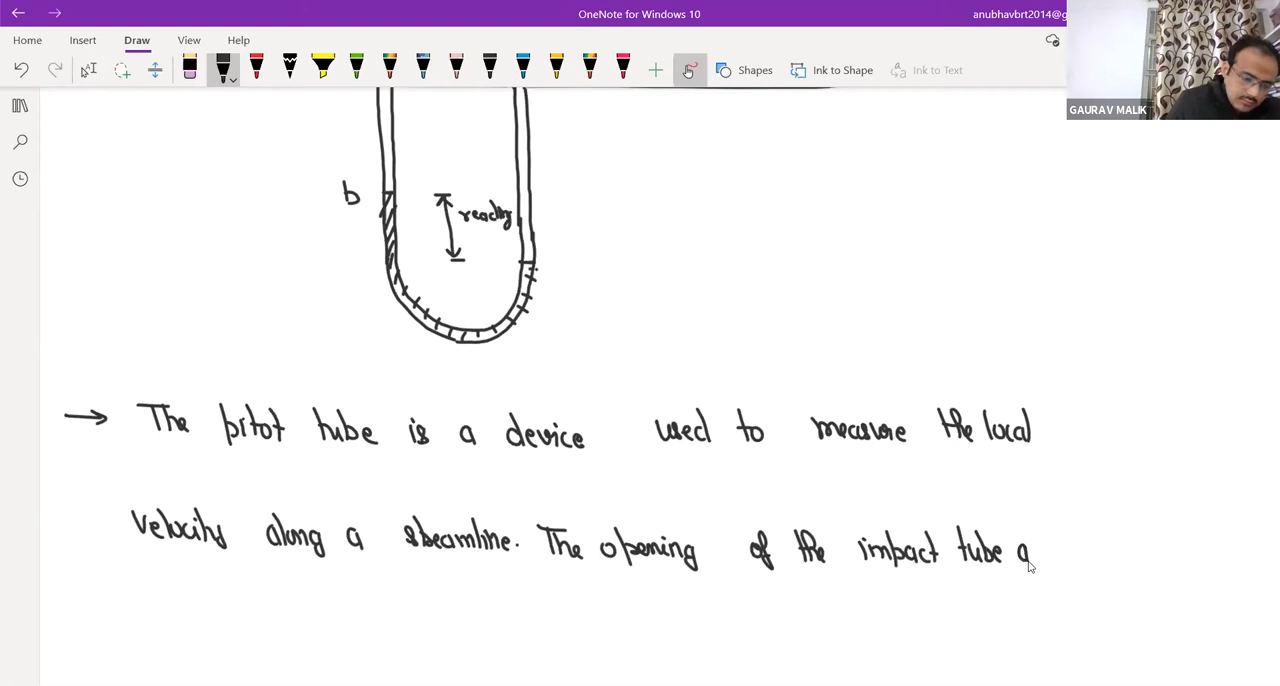 OneNote for Windows 10
anubhavbrt2014@g
Home Insert Draw View Help
Shapes Ink to Shape Ink to Text
GAURAV MALIK
b
reading
→ The pitot tube is a device used to measure the local
velocity along a streamline. The opening of the impact tube a